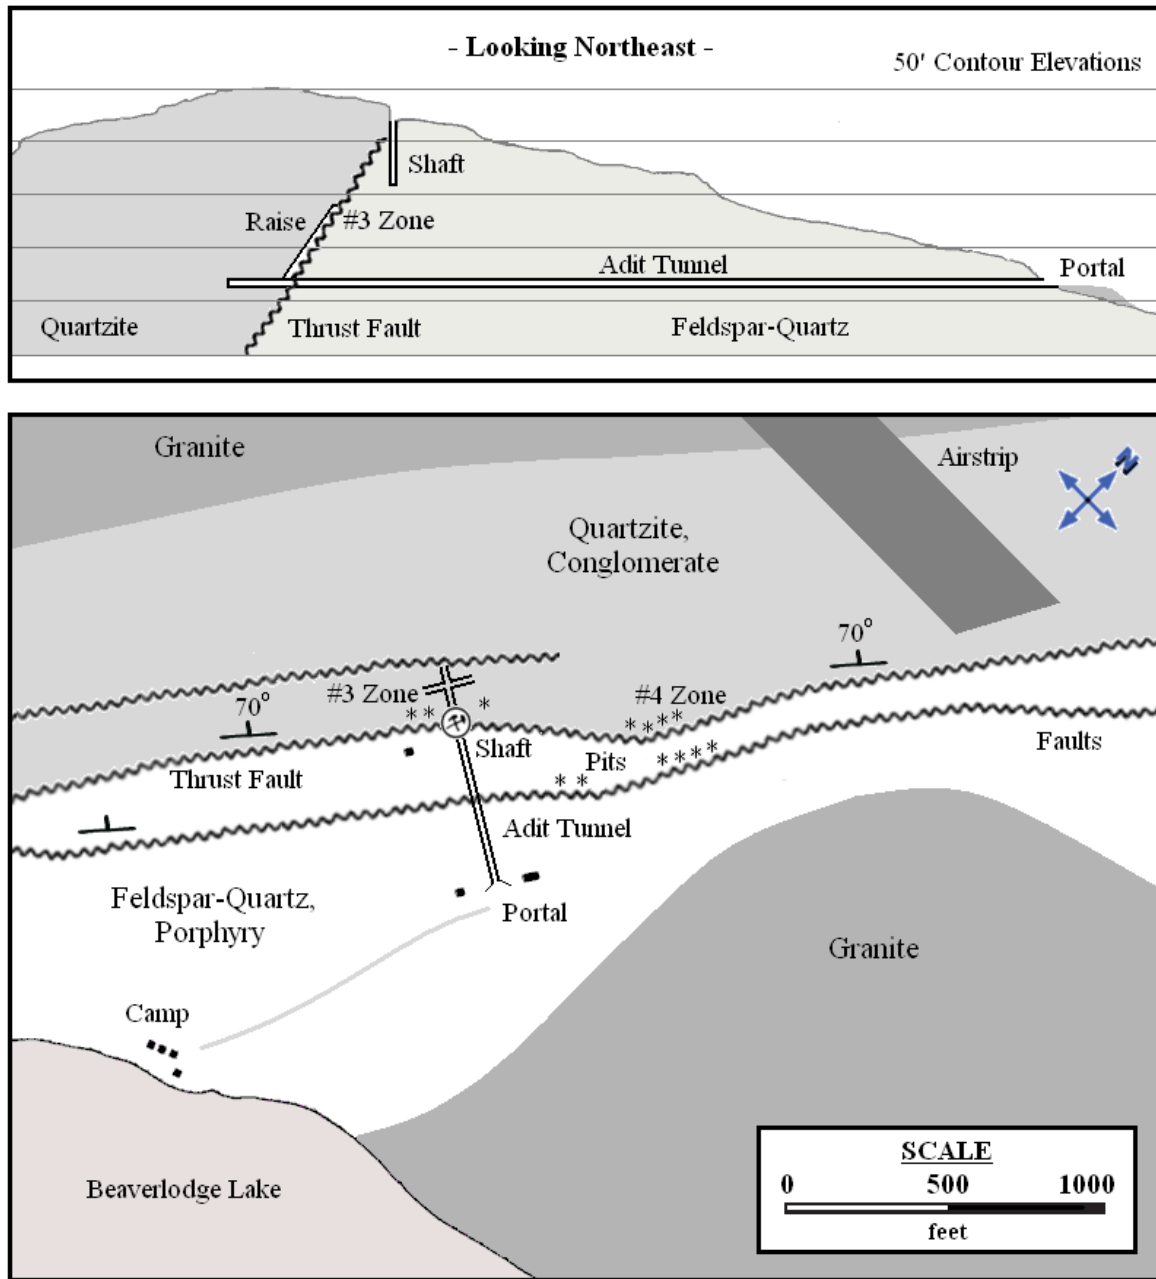 - Looking Northeast -
50' Contour Elevations
Shaft
Raise
#3 Zone
Adit Tunnel
Portal
Quartzite
Thrust Fault
Feldspar-Quartz
Granite
Airstrip
N
Quartzite,
Conglomerate
70°
#3 Zone
#4 Zone
70°
Shaft
Pits
Faults
Thrust Fault
Adit Tunnel
Feldspar-Quartz,
Porphyry
Portal
Granite
Camp
Beaverlodge Lake
SCALE
0 500 1000
feet